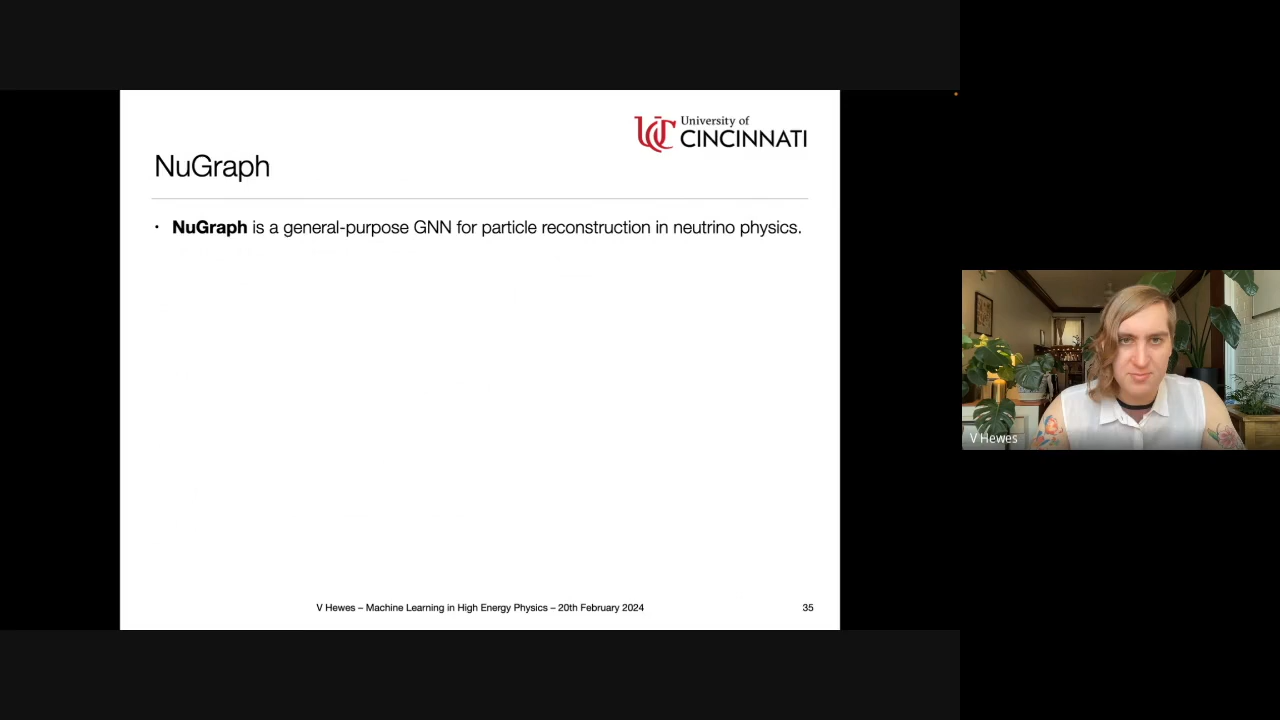 University of
CINCINNATI
NuGraph
• NuGraph is a general-purpose GNN for particle reconstruction in neutrino physics.
V Hewes
V Hewes – Machine Learning in High Energy Physics – 20th February 2024
35